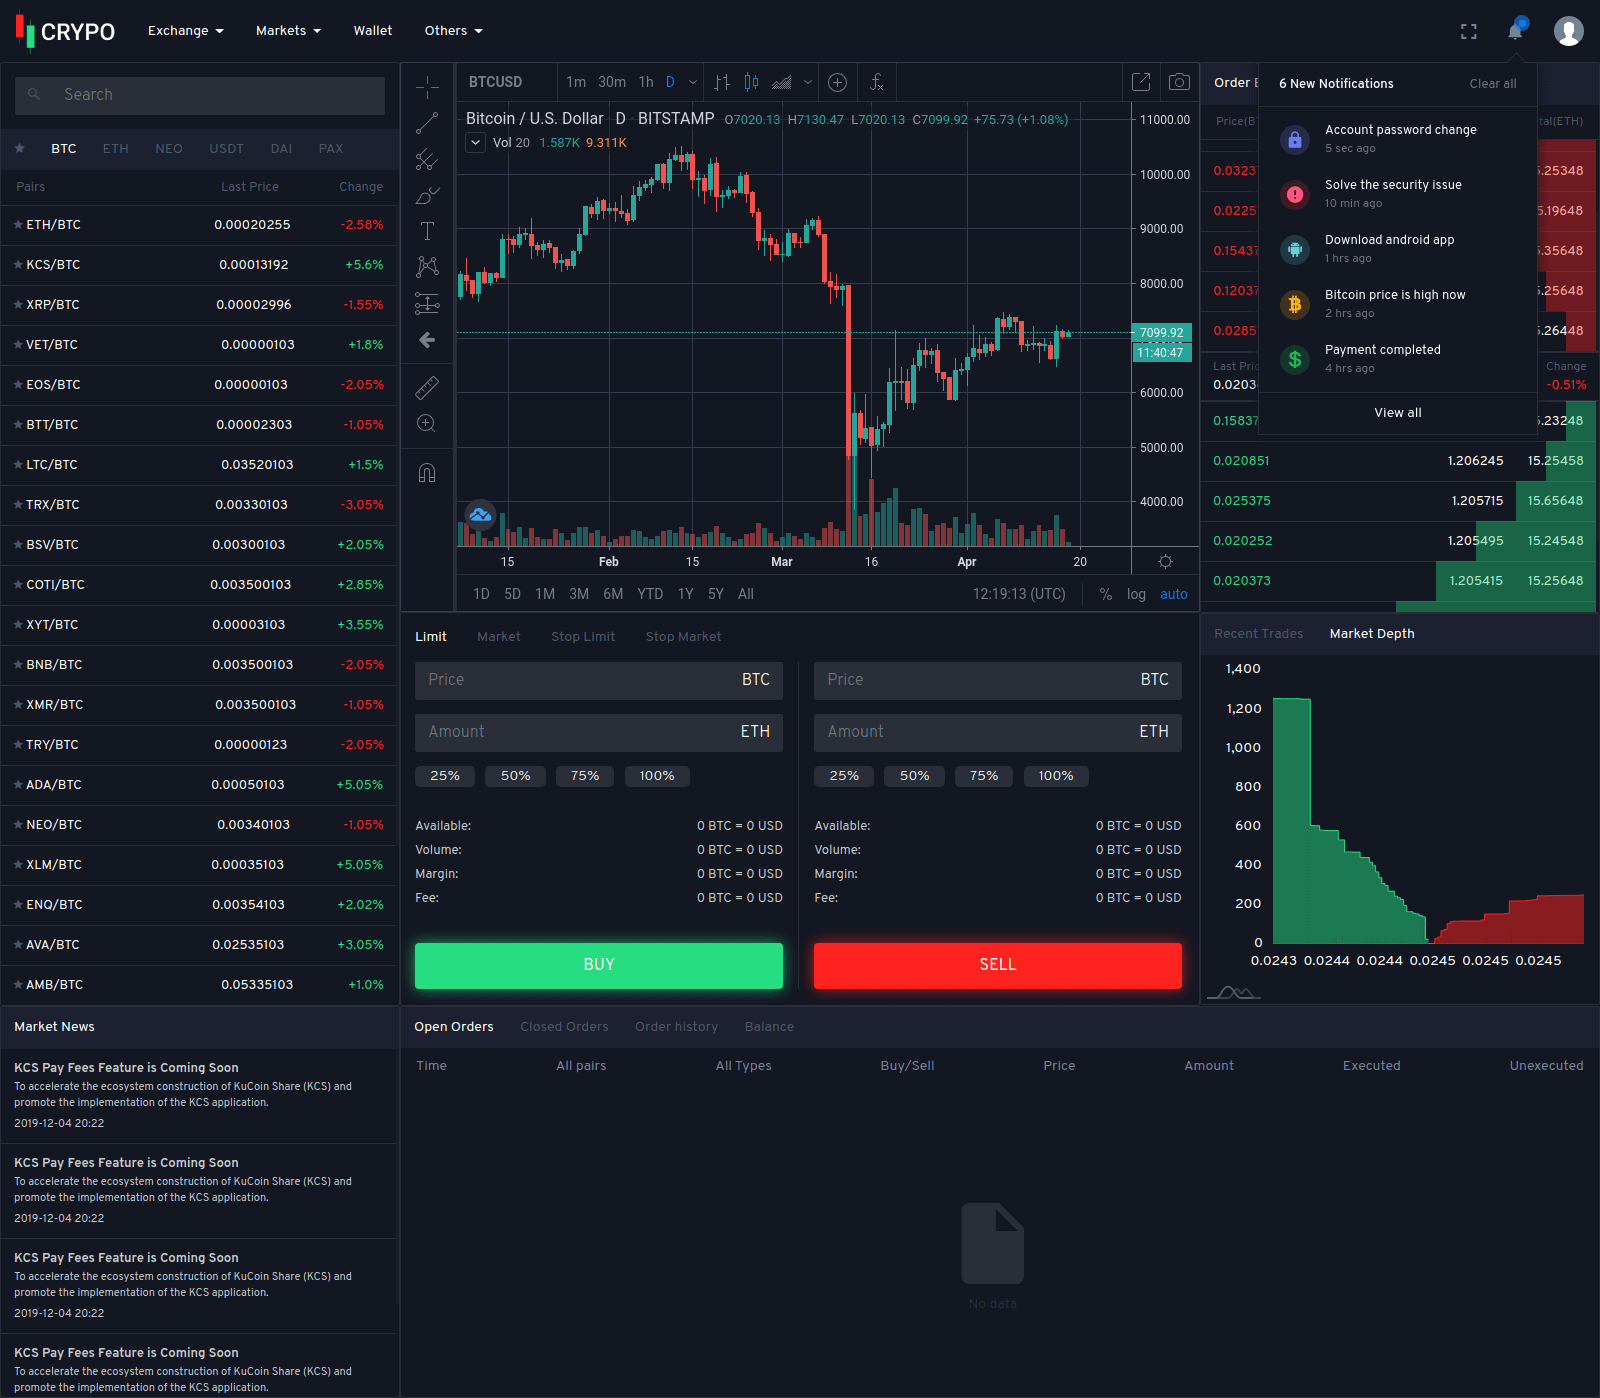 CRYPO
Exchange Markets Wallet Others
Search
BTC ETH NEO USDT DAI PAX
Pairs Last Price Change
ETH/BTC 0.00020255 -2.58%
KCS/BTC 0.00013192 +5.6%
XRP/BTC 0.00002996 -1.55%
VET/BTC 0.00000103 +1.8%
EOS/BTC 0.00000103 -2.05%
BTT/BTC 0.00002303 -1.05%
LTC/BTC 0.03520103 +1.5%
TRX/BTC 0.00330103 -3.05%
BSV/BTC 0.00300103 +2.05%
COTI/BTC 0.003500103 +2.85%
XYT/BTC 0.00003103 +3.55%
BNB/BTC 0.003500103 -2.05%
XMR/BTC 0.003500103 -1.05%
TRY/BTC 0.00000123 -2.05%
ADA/BTC 0.00050103 +5.05%
NEO/BTC 0.00340103 -1.05%
XLM/BTC 0.00035103 +5.05%
ENQ/BTC 0.00354103 +2.02%
AVA/BTC 0.02535103 +3.05%
AMB/BTC 0.05335103 +1.0%
BTCUSD 1m 30m 1h D
Bitcoin / U.S. Dollar D BITSTAMP O7020.13 H7130.47 L7020.13 C7099.92 +75.73 (+1.08%)
Vol 20 1.587K 9.311K
11000.00
10000.00
9000.00
8000.00
7099.92
11:40:47
6000.00
5000.00
4000.00
15 Feb 15 Mar 16 Apr 20
1D 5D 1M 3M 6M YTD 1Y 5Y All 12:19:13 (UTC) % log auto
Order
Price(B tal(ETH)
0.0323 5.25348
0.0225 5.19648
0.15437 5.35648
0.12037 5.25648
0.0285 5.26448
Last Pric Change
0.0203 -0.51%
0.15837 5.23248
0.020851 1.206245 15.25458
0.025375 1.205715 15.65648
0.020252 1.205495 15.24548
0.020373 1.205415 15.25648
6 New Notifications Clear all
Account password change
5 sec ago
Solve the security issue
10 min ago
Download android app
1 hrs ago
Bitcoin price is high now
2 hrs ago
Payment completed
4 hrs ago
View all
Limit Market Stop Limit Stop Market
Price BTC Price BTC
Amount ETH Amount ETH
25% 50% 75% 100% 25% 50% 75% 100%
Available: 0 BTC = 0 USD Available: 0 BTC = 0 USD
Volume: 0 BTC = 0 USD Volume: 0 BTC = 0 USD
Margin: 0 BTC = 0 USD Margin: 0 BTC = 0 USD
Fee: 0 BTC = 0 USD Fee: 0 BTC = 0 USD
BUY SELL
Recent Trades Market Depth
1,400
1,200
1,000
800
600
400
200
0
0.0243 0.0244 0.0244 0.0245 0.0245 0.0245
Market News
KCS Pay Fees Feature is Coming Soon
To accelerate the ecosystem construction of KuCoin Share (KCS) and
promote the implementation of the KCS application.
2019-12-04 20:22
KCS Pay Fees Feature is Coming Soon
To accelerate the ecosystem construction of KuCoin Share (KCS) and
promote the implementation of the KCS application.
2019-12-04 20:22
KCS Pay Fees Feature is Coming Soon
To accelerate the ecosystem construction of KuCoin Share (KCS) and
promote the implementation of the KCS application.
2019-12-04 20:22
KCS Pay Fees Feature is Coming Soon
To accelerate the ecosystem construction of KuCoin Share (KCS) and
promote the implementation of the KCS application.
Open Orders Closed Orders Order history Balance
Time All pairs All Types Buy/Sell Price Amount Executed Unexecuted
No data